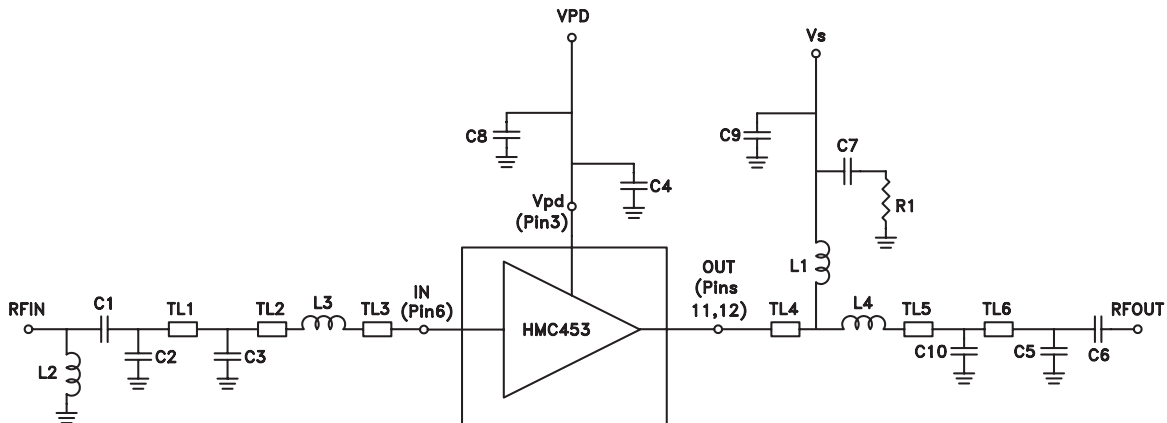 VPD
Vs
C8
C9
C7
C4
Vpd
(Pin3)
R1
L1
OUT
(Pins
11,12)
IN
(Pin6)
RFIN
C1
TL1
TL2
L3
TL3
HMC453
TL4
L4
TL5
TL6
RFOUT
L2
C2
C3
C10
C5
C6